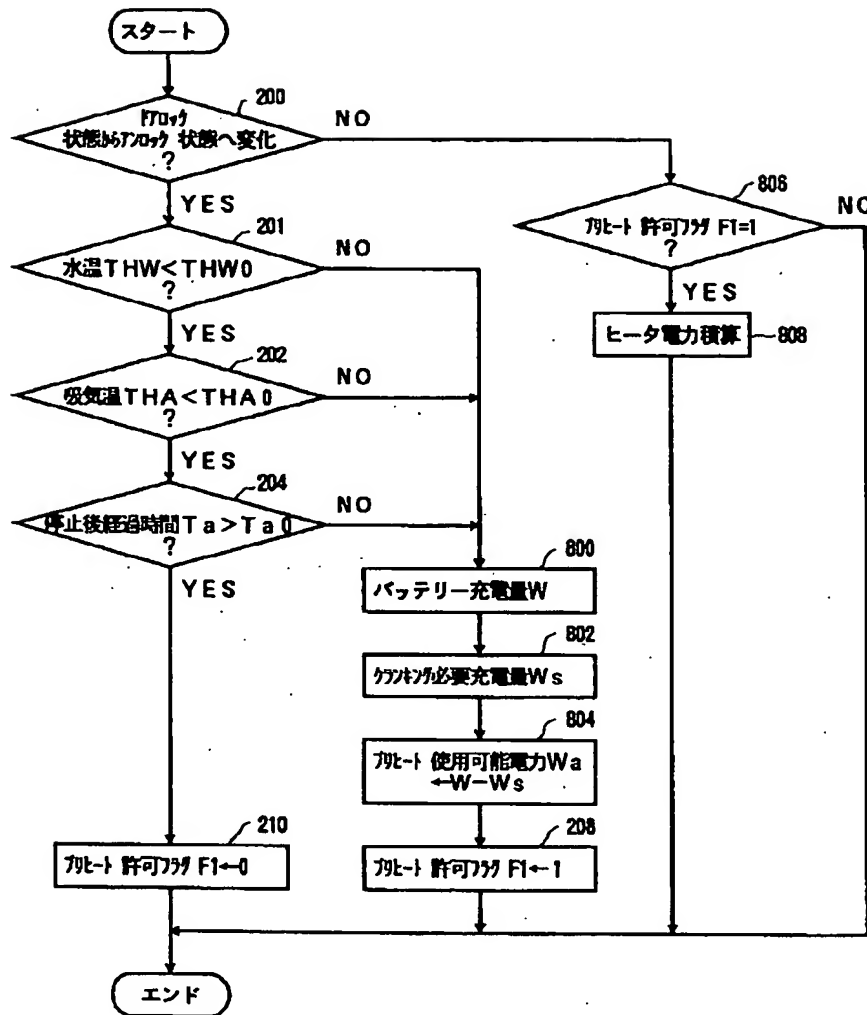 スタート
200
ドアロック
状態からアンロック 状態へ変化
?
NO
YES
806
プリヒート 許可フラグ F1=1
?
NO
YES
201
水温THW<THW0
?
NO
YES
ヒータ電力積算
808
202
吸気温THA<THA0
?
NO
YES
204
停止後経過時間Ta>Ta0
?
NO
YES
800
バッテリー充電量W
802
クランキング必要充電量Ws
804
プリヒート 使用可能電力Wa
←W-Ws
210
プリヒート 許可フラグ F1←0
208
プリヒート 許可フラグ F1←1
エンド